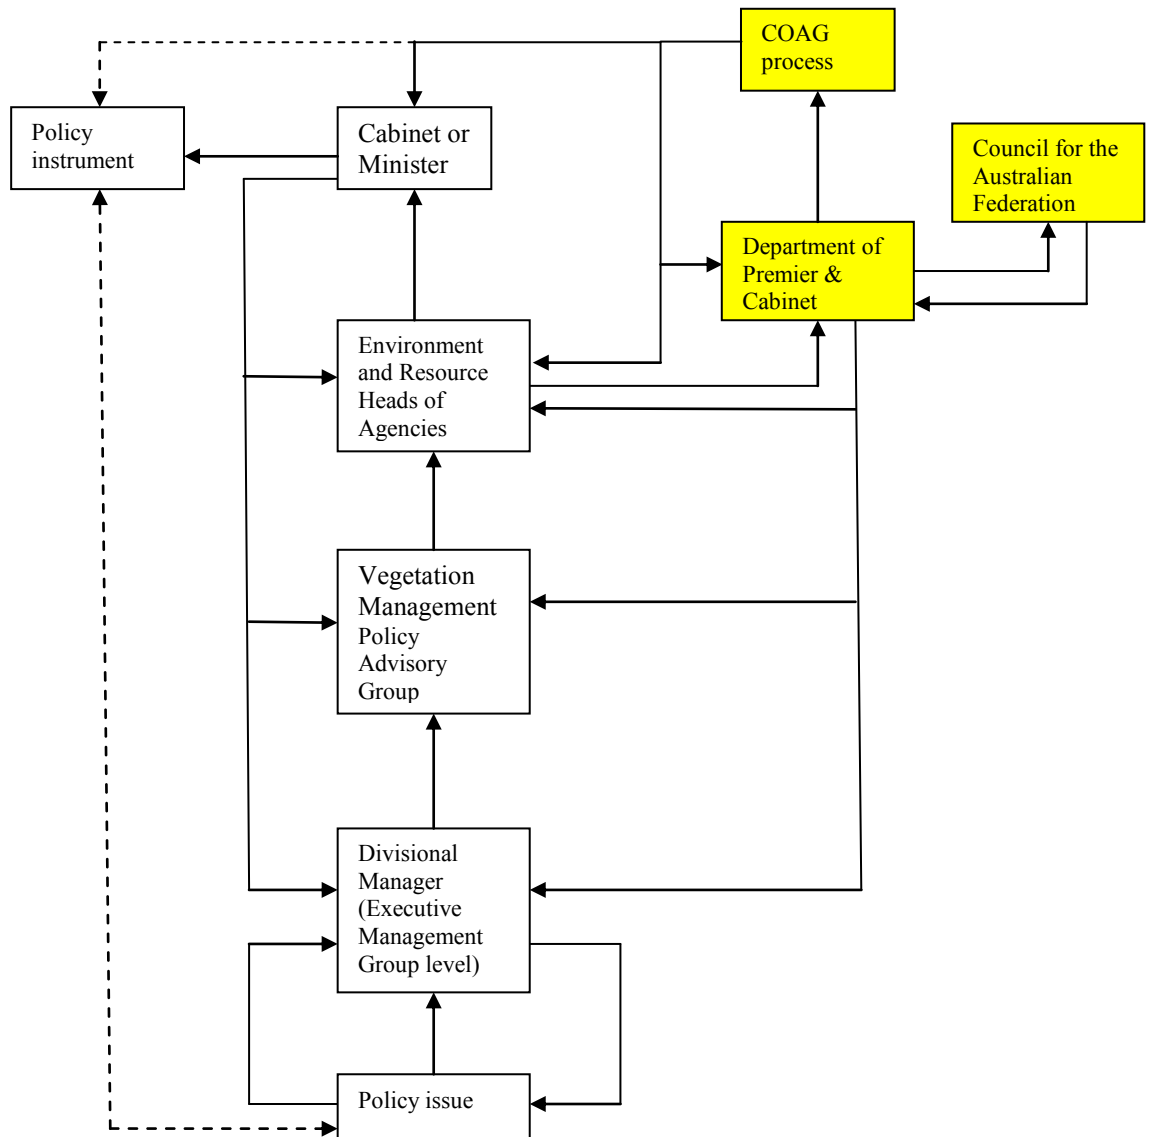 COAG
process
Policy
instrument
Cabinet or
Minister
Council for the
Australian
Federation
Department of
Premier &
Cabinet
Environment
and Resource
Heads of
Agencies
Vegetation
Management
Policy
Advisory
Group
Divisional
Manager
(Executive
Management
Group level)
Policy issue